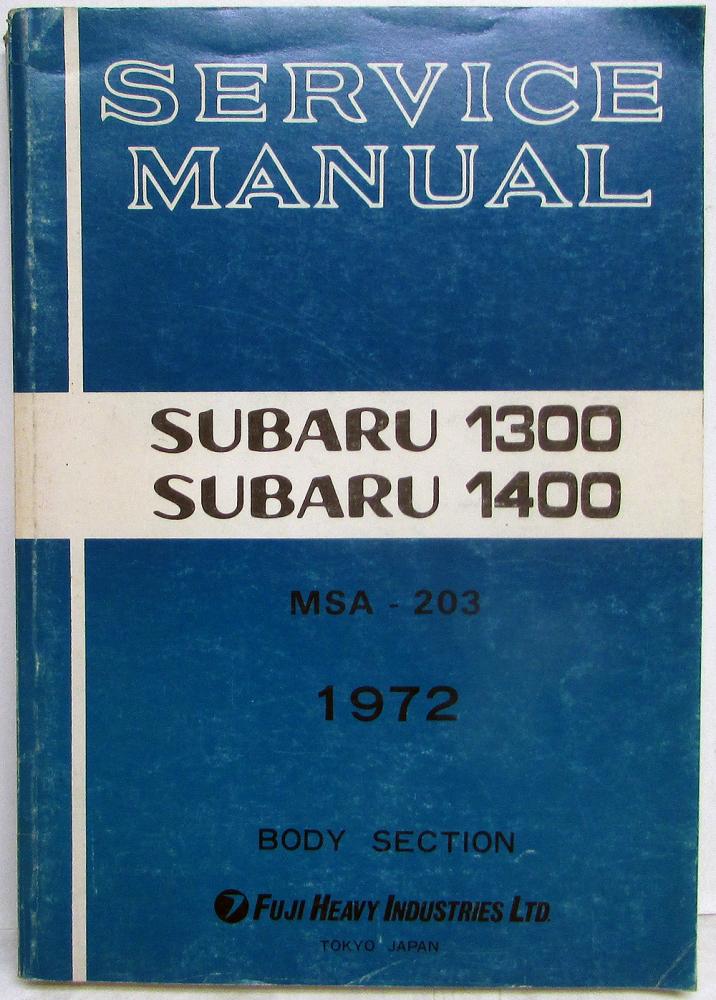 SERVICE
MANUAL
SUBARU 1300
SUBARU 1400
MSA - 203
1972
BODY SECTION
FUJI HEAVY INDUSTRIES LTD.
TOKYO JAPAN